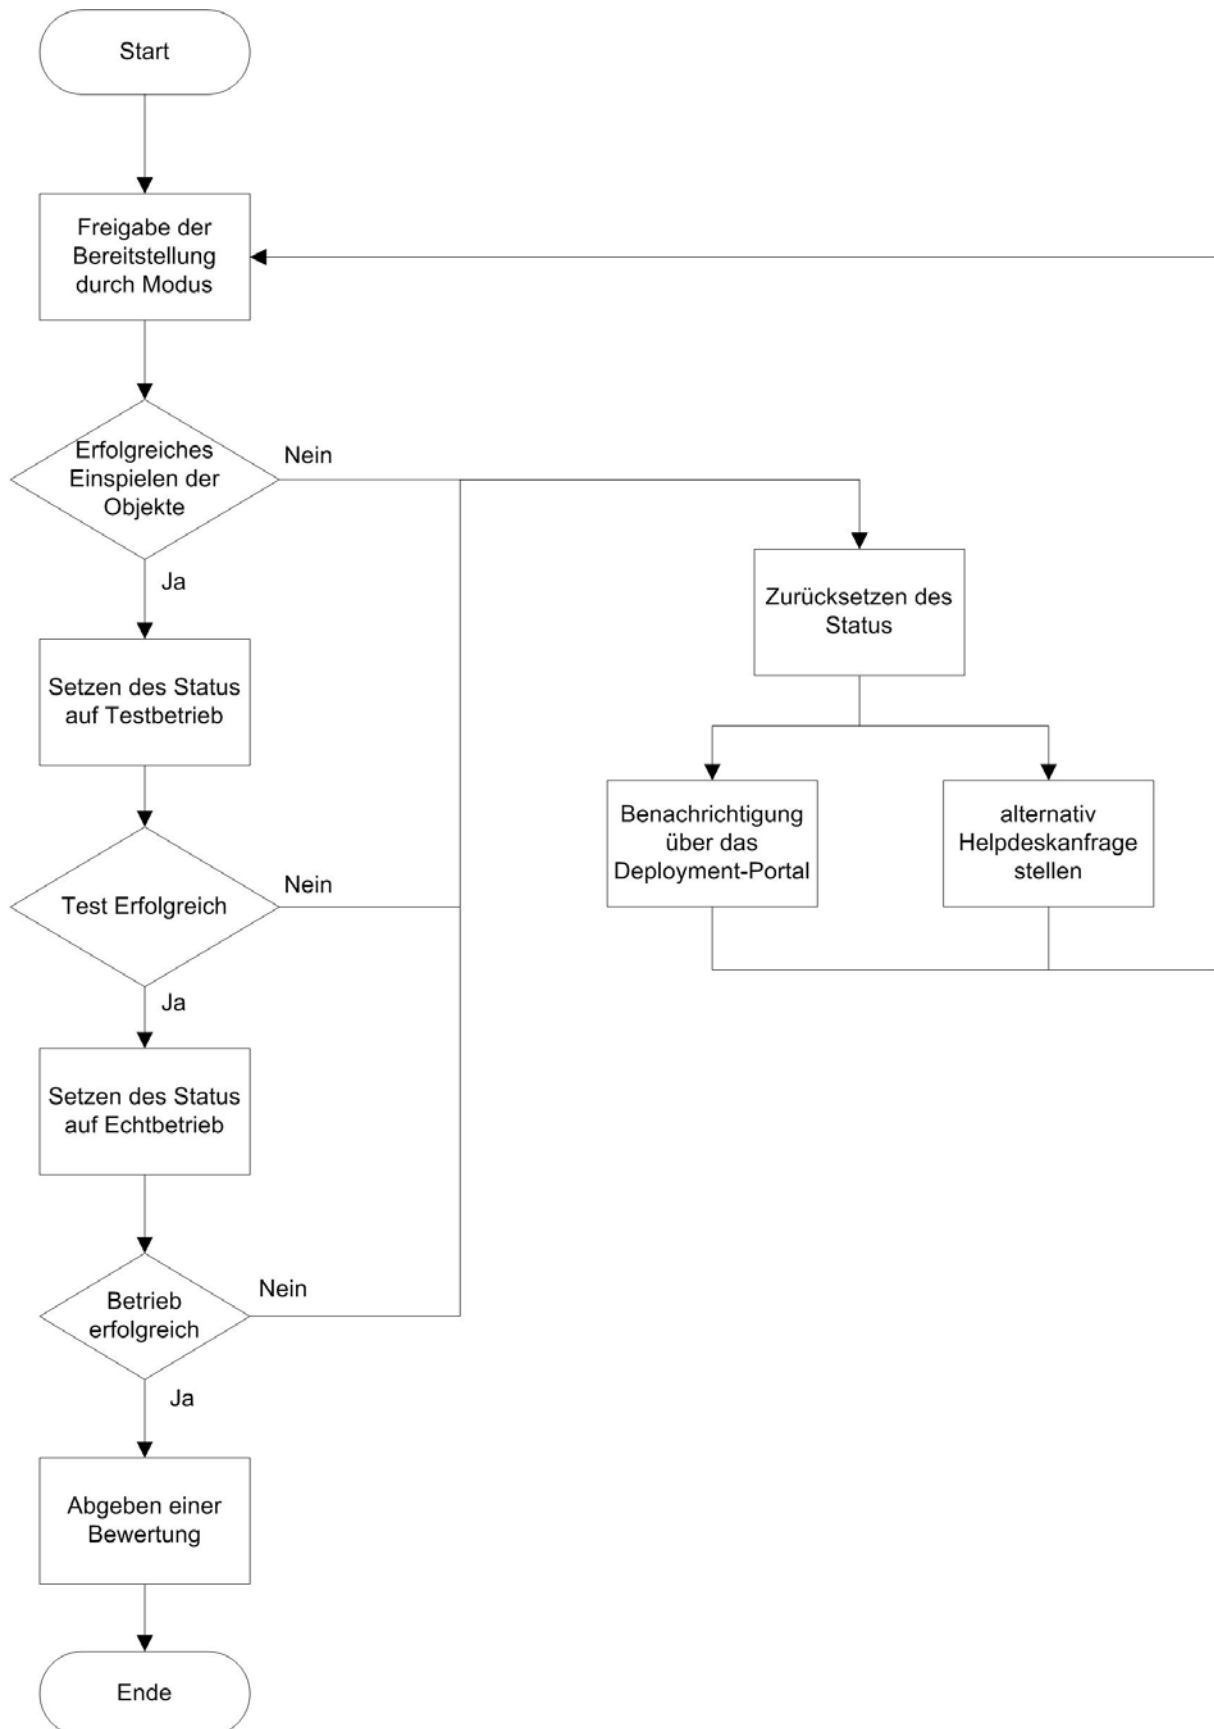 Start
Freigabe der
Bereitstellung
durch Modus
Erfolgreiches
Einspielen der
Objekte
Nein
Ja
Zurücksetzen des
Status
Setzen des Status
auf Testbetrieb
Benachrichtigung
über das
Deployment-Portal
alternativ
Helpdeskanfrage
stellen
Test Erfolgreich
Nein
Ja
Setzen des Status
auf Echtbetrieb
Betrieb
erfolgreich
Nein
Ja
Abgeben einer
Bewertung
Ende